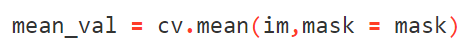 mean_val = cv.mean(im,mask = mask)